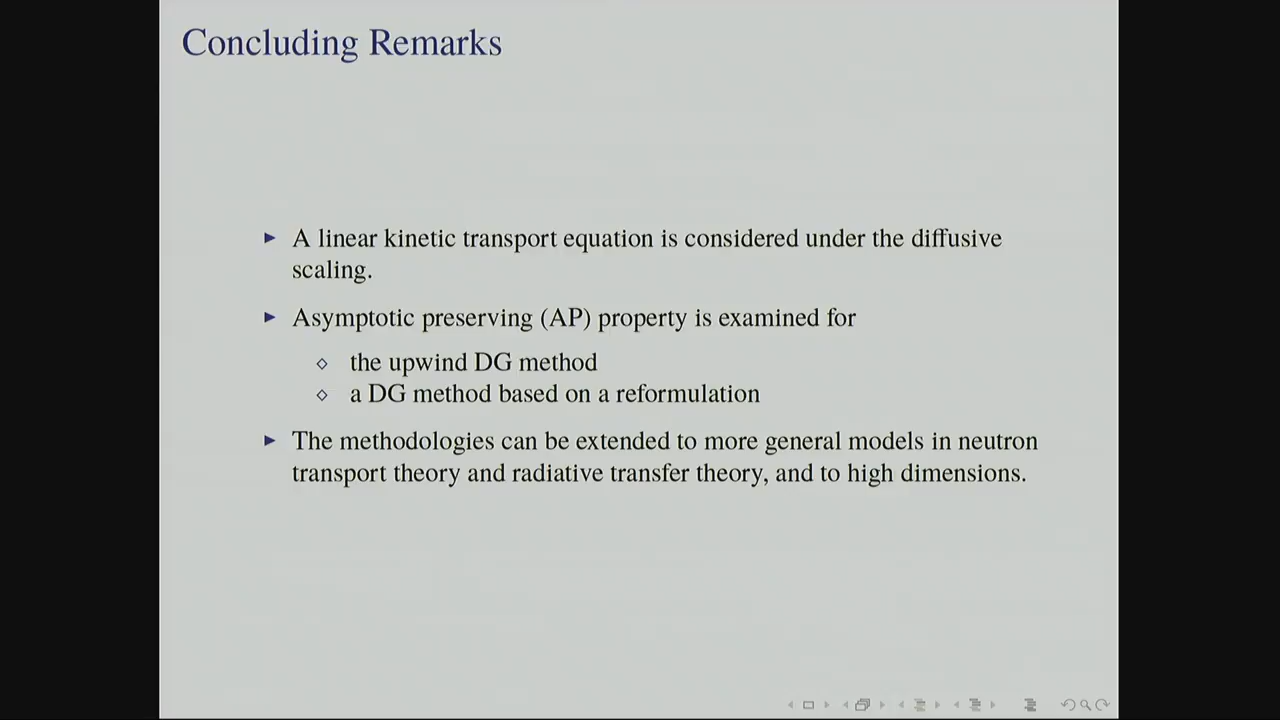 Concluding Remarks
A linear kinetic transport equation is considered under the diffusive
scaling.
Asymptotic preserving (AP) property is examined for
the upwind DG method
a DG method based on a reformulation
The methodologies can be extended to more general models in neutron
transport theory and radiative transfer theory, and to high dimensions.